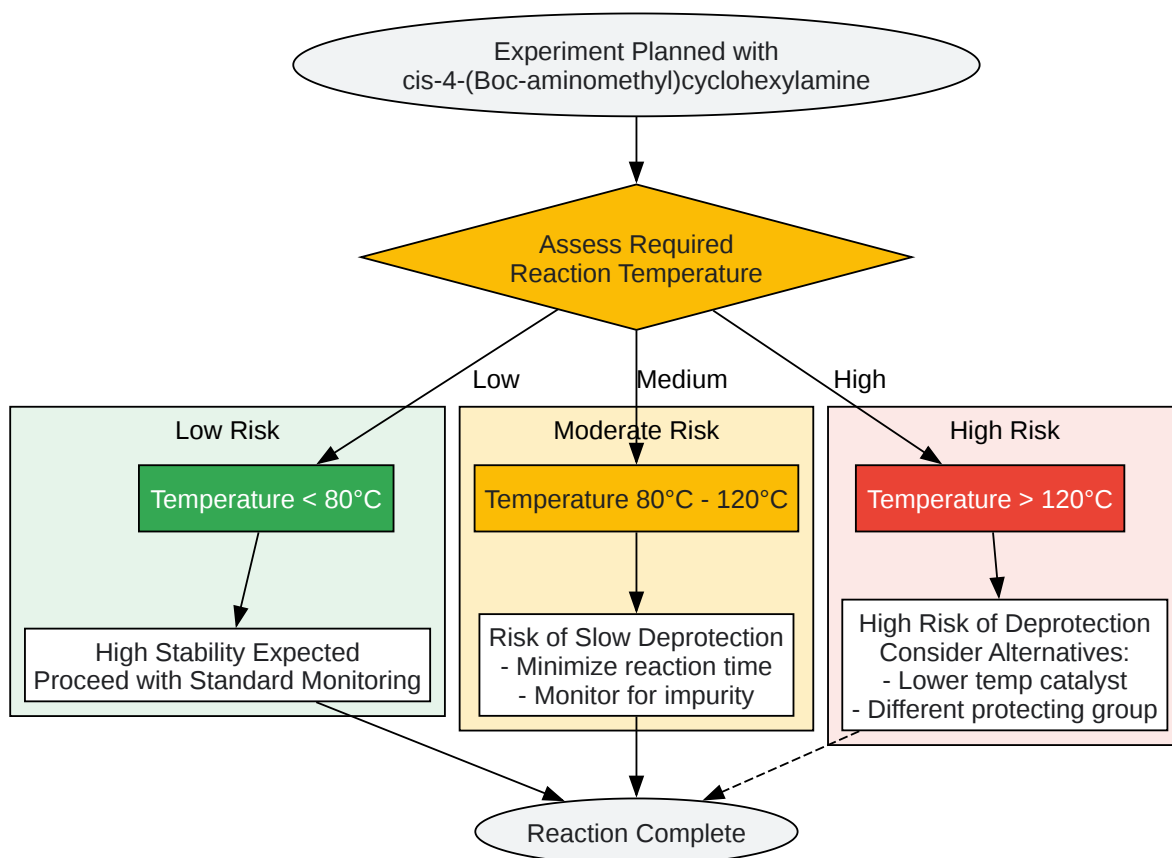 Experiment Planned with
cis-4-(Boc-aminomethyl)cyclohexylamine
Assess Required
Reaction Temperature
Low
Medium
High
Low Risk
Moderate Risk
High Risk
Temperature < 80°C
Temperature 80°C - 120°C
Temperature > 120°C
High Stability Expected
Proceed with Standard Monitoring
Risk of Slow Deprotection
- Minimize reaction time
- Monitor for impurity
High Risk of Deprotection
Consider Alternatives:
- Lower temp catalyst
- Different protecting group
Reaction Complete